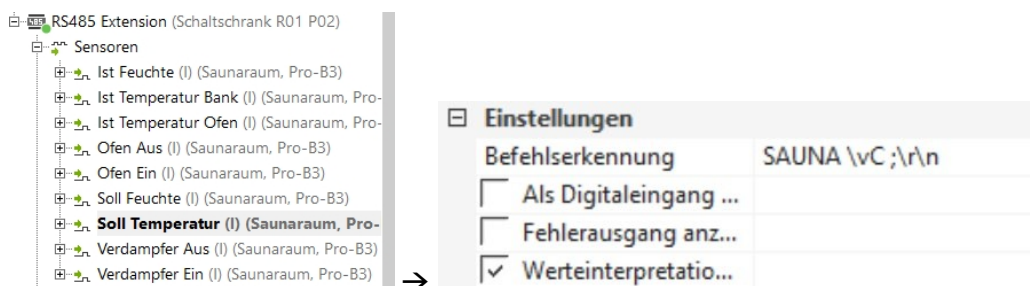 RS485 Extension (Schaltschrank R01 P02)
Sensoren
Ist Feuchte (I) (Saunaraum, Pro-B3)
Ist Temperatur Bank (I) (Saunaraum, Pro-
Ist Temperatur Ofen (I) (Saunaraum, Pro-
Ofen Aus (I) (Saunaraum, Pro-B3)
Ofen Ein (I) (Saunaraum, Pro-B3)
Soll Feuchte (I) (Saunaraum, Pro-B3)
Soll Temperatur (I) (Saunaraum, Pro-
Verdampfer Aus (I) (Saunaraum, Pro-B3)
Verdampfer Ein (I) (Saunaraum, Pro-B3)
→
Einstellungen
Befehlserkennung SAUNA \vC ;\r\n
Als Digitaleingang ...
Fehlerausgang anz...
Werteinterpretatio...